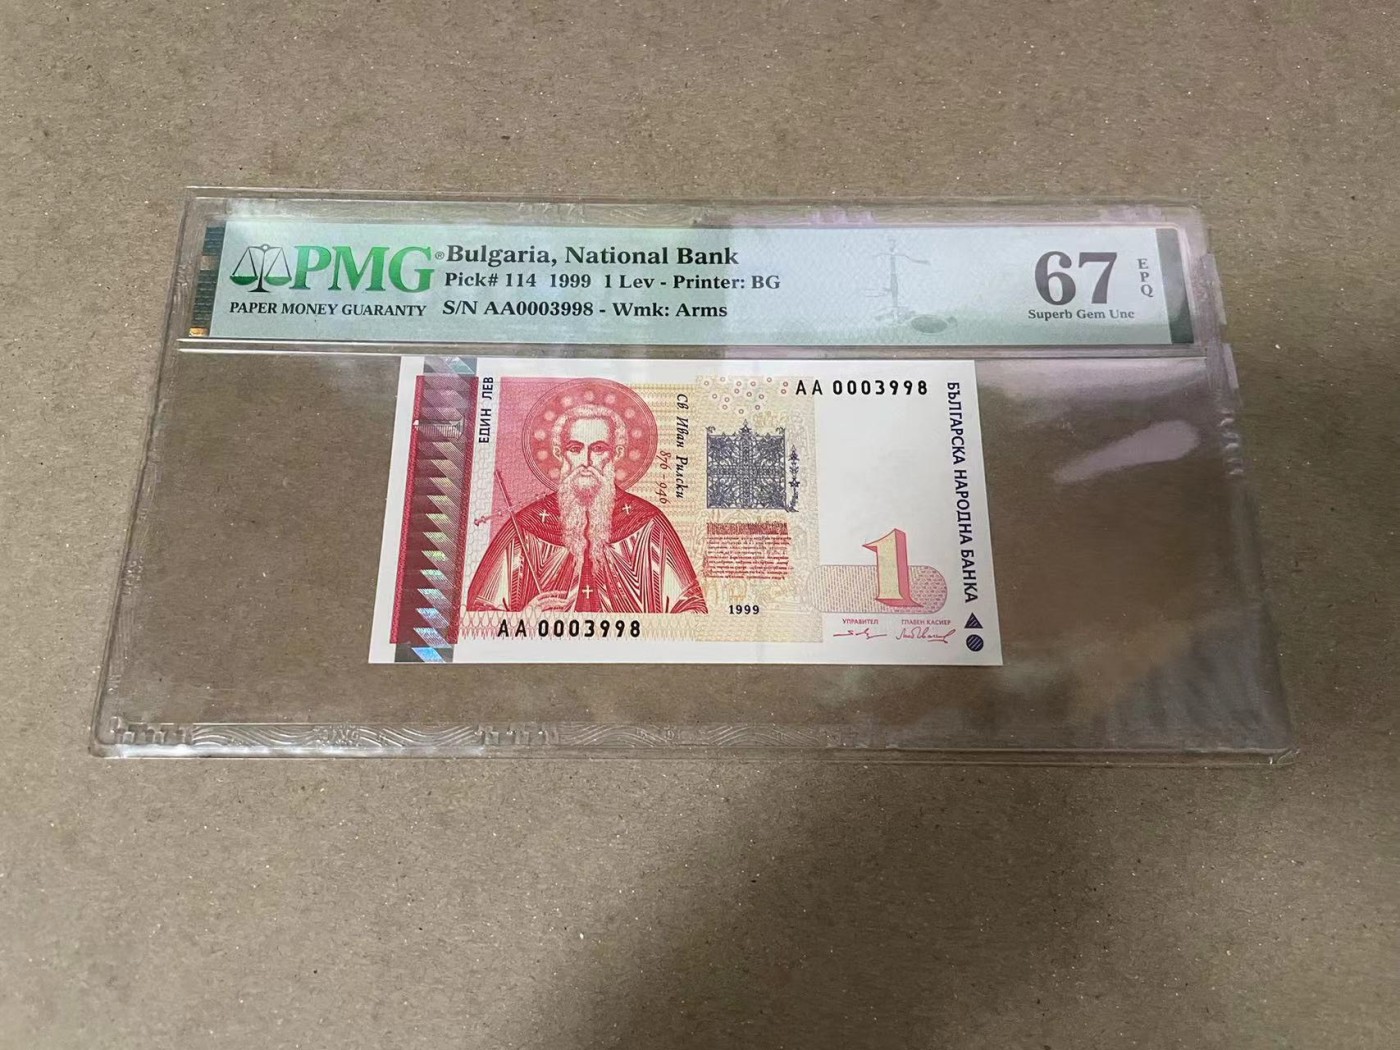 PMG®
PAPER MONEY GUARANTY
Bulgaria, National Bank
Pick# 114 1999 1 Lev - Printer: BG
S/N AA0003998 - Wmk: Arms
67
EPQ
Superb Gem Unc
ЕДИН ЛЕВ
Св. Иван Рилски
876 - 946
АА 0003998
БЪЛГАРСКА НАРОДНА БАНКА
1
1999
УПРАВИТЕЛ
ГЛАВЕН КАСИЕР
АА 0003998